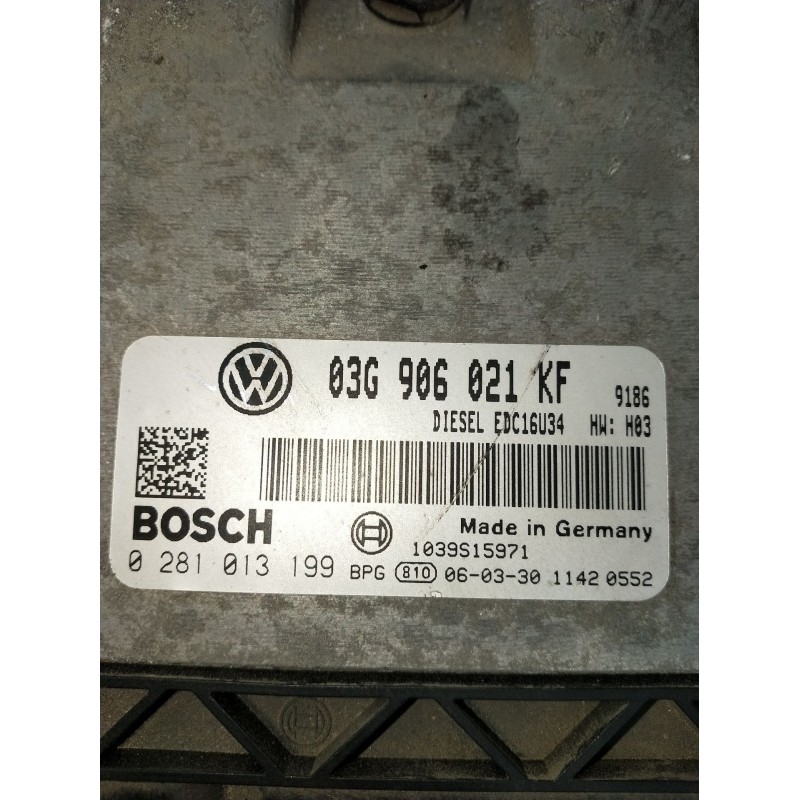 03G 906 021 KF 9186
DIESEL EDC16U34 HW: H03
BOSCH
Made in Germany
1039S15971
0 281 013 199 BPG 810 06-03-30 1142 0552